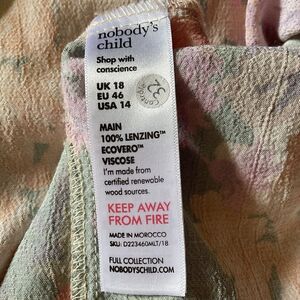 nobody's
child
Shop with
conscience
UK 18
EU 46
USA 14
32
MAIN
100% LENZING™
ECOVERO™
VISCOSE
I'm made from
certified renewable
wood sources.
KEEP AWAY
FROM FIRE
MADE IN MOROCCO
SKU: D223460MLT/18
FULL COLLECTION
NOBODYSCHILD.COM